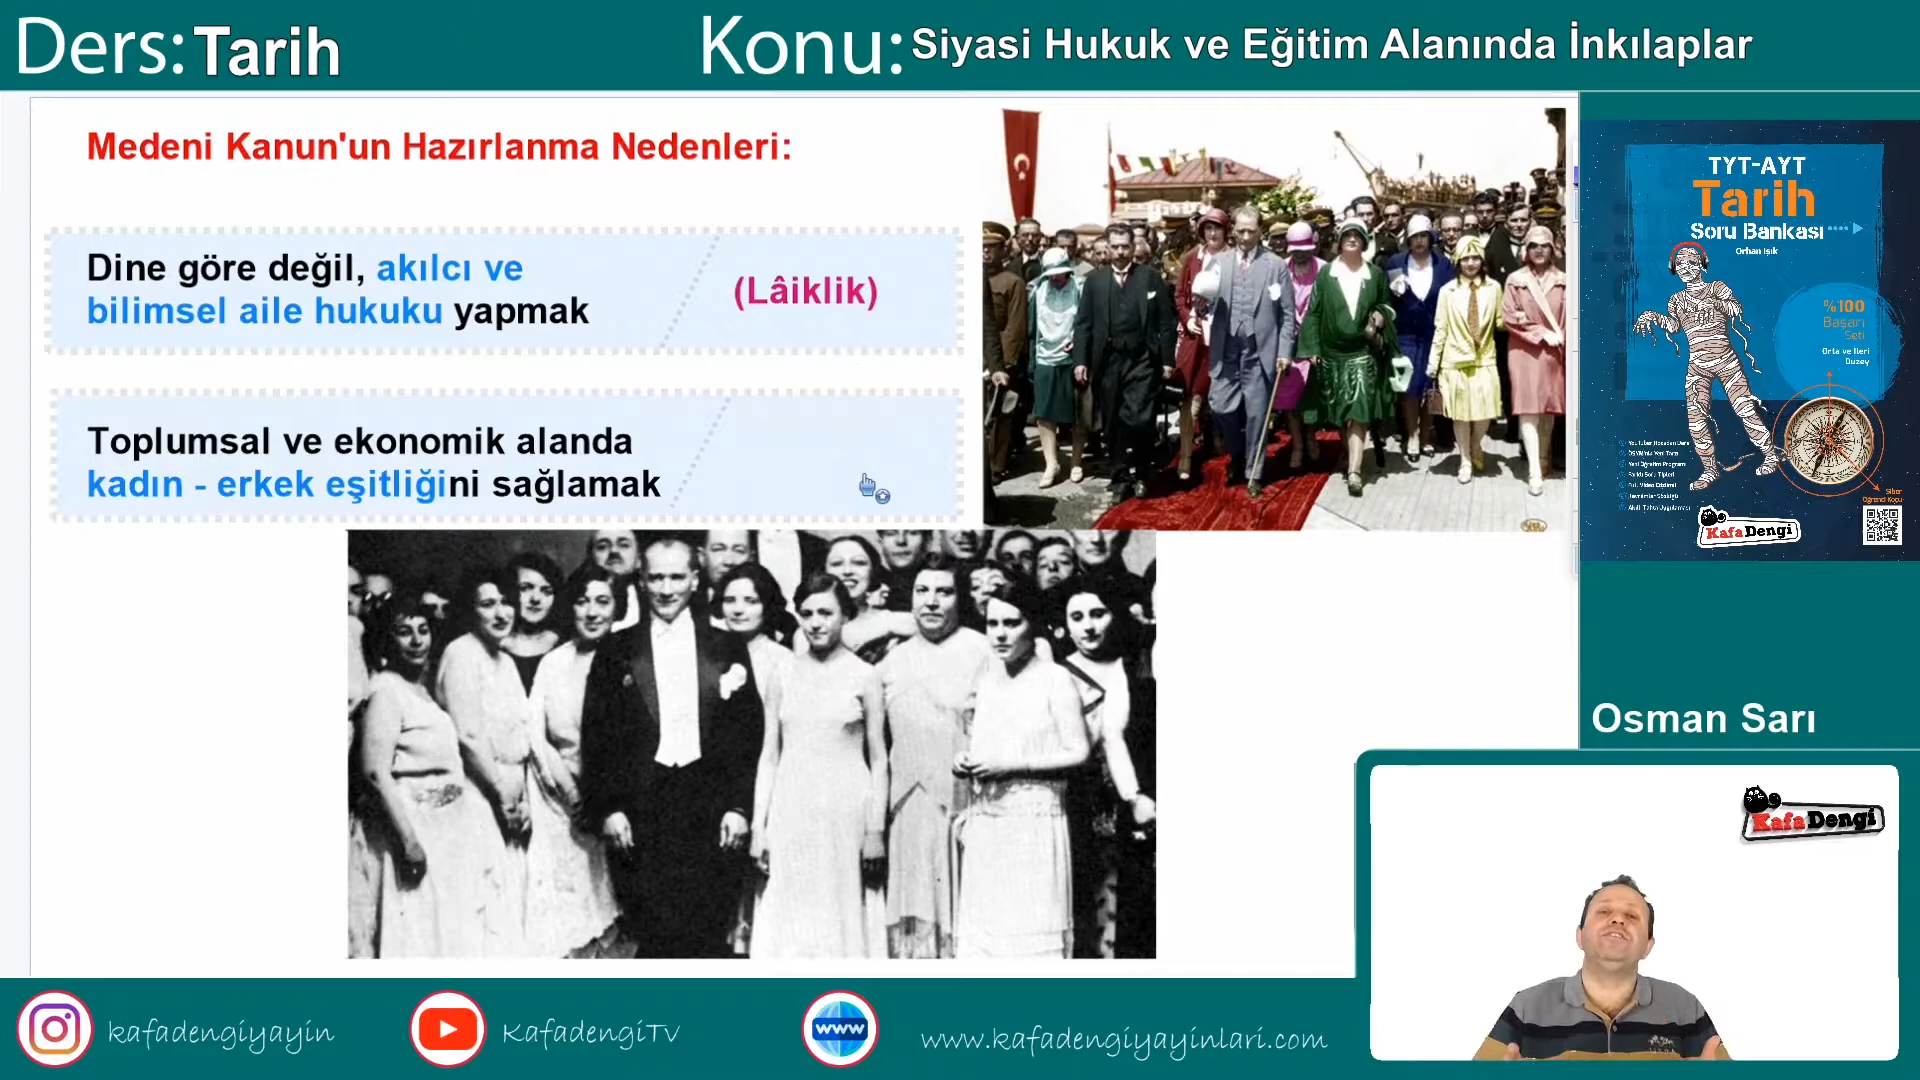 Ders: Tarih
Konu: Siyasi Hukuk ve Eğitim Alanında İnkılaplar
Medeni Kanun'un Hazırlanma Nedenleri:
Dine göre değil, akılcı ve
bilimsel aile hukuku yapmak
(Lâiklik)
Toplumsal ve ekonomik alanda
kadın - erkek eşitliğini sağlamak
TYT-AYT
Tarih
Soru Bankası
Orhan Işık
%100
Başarı
Seti
Orta ve İleri
Düzey
KafaDengi
Osman Sarı
KafaDengi
kafadengiyayin
KafadengiTv
www
www.kafadengiyayinlari.com